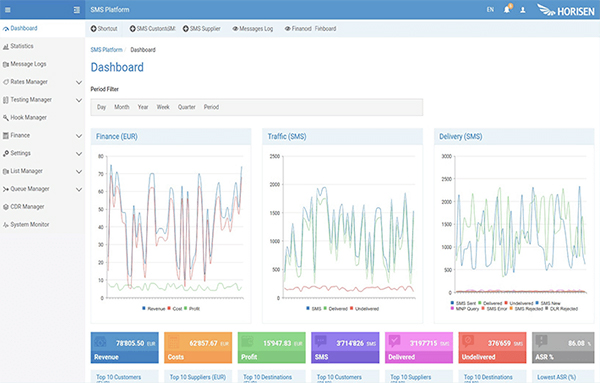 SMS Platform
EN
HORISEN
Dashboard
Statistics
Message Logs
Rates Manager
Testing Manager
Hook Manager
Finance
Settings
List Manager
Queue Manager
CDR Manager
System Monitor
Shortcut
SMS Customer
SMS Supplier
Messages Log
Financial Dashboard
SMS Platform Dashboard
Dashboard
Period Filter
Day Month Year Week Quarter Period
Finance (EUR)
80
70
60
50
40
30
20
10
0
Revenue Cost Profit
Traffic (SMS)
2500
2000
1500
1000
500
0
SMS Delivered Undelivered
Delivery (SMS)
3000
2500
2000
1500
1000
500
0
SMS Sent Delivered Undelivered SMS New
MNP Query SMS Error SMS Rejected DLR Rejected
78'805.50 EUR
Revenue
62'857.67 EUR
Costs
15'947.83 EUR
Profit
3'714'826 SMS
SMS
3'197'715 SMS
Delivered
376'659 SMS
Undelivered
86.08 %
ASR %
Top 10 Customers
Top 10 Suppliers (EUR)
Top 10 Destinations
Top 10 Customers
Top 10 Suppliers (SMS)
Top 10 Destinations
Lowest ASR (%)